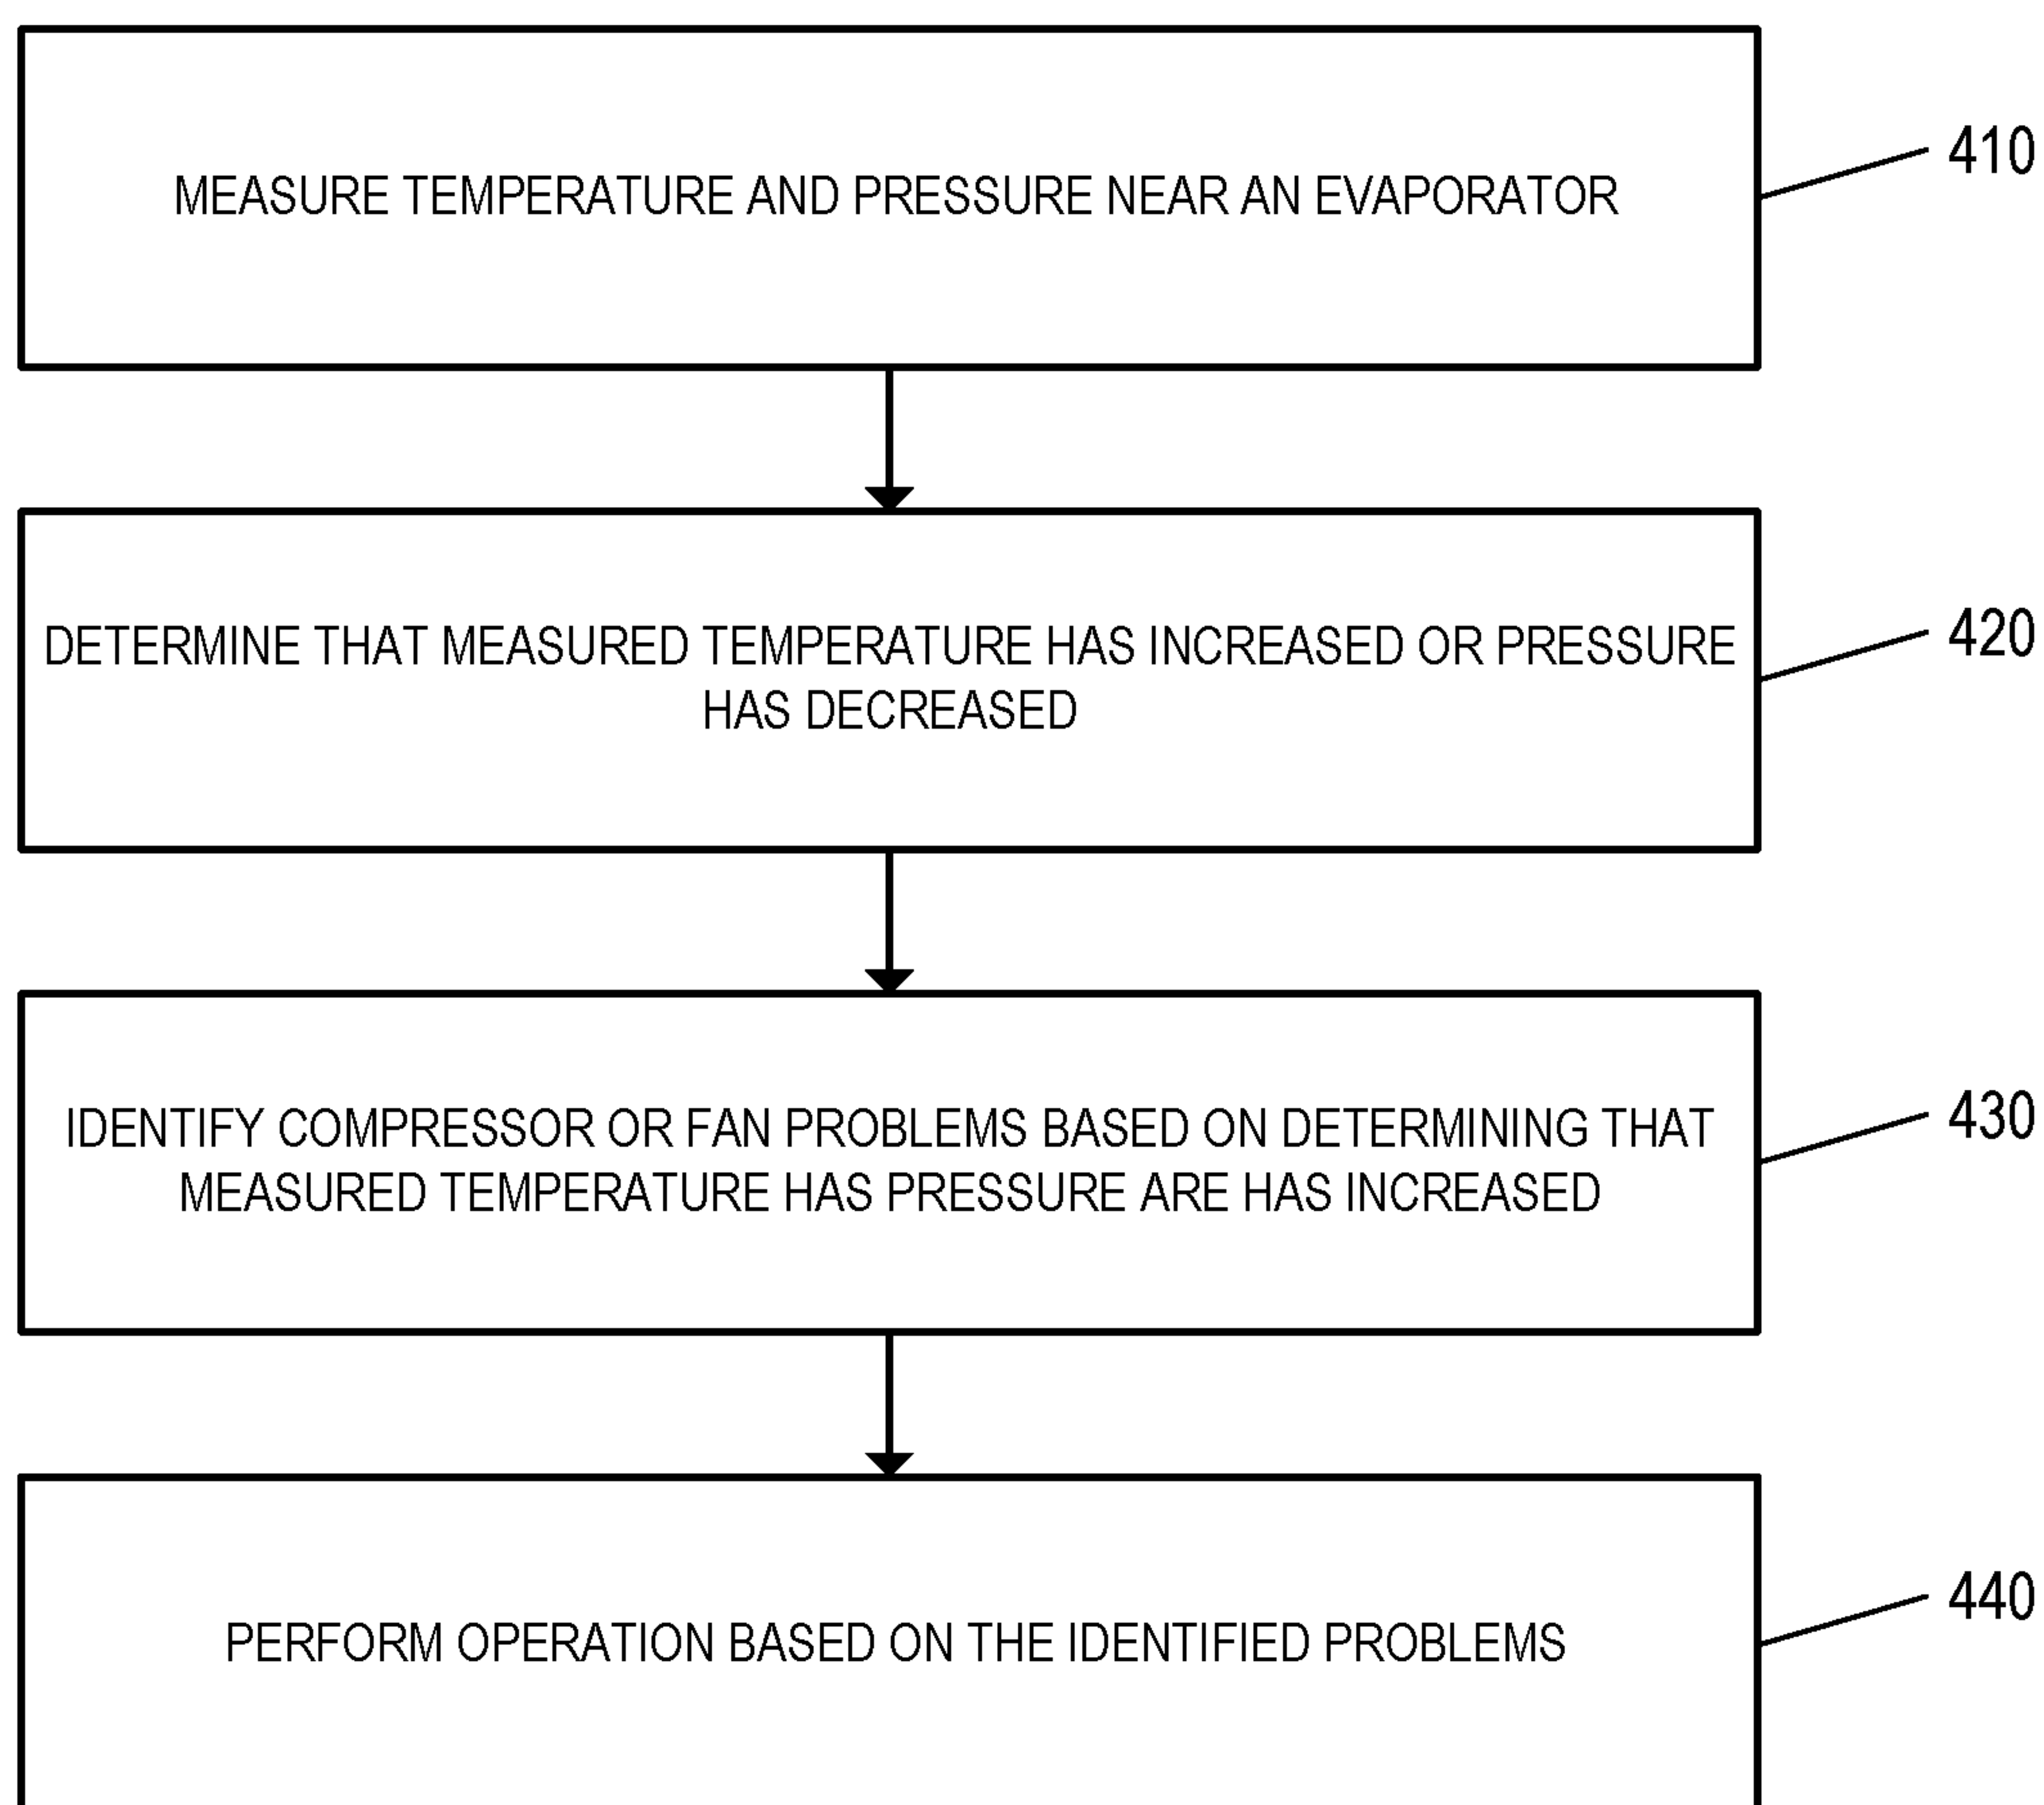 MEASURE TEMPERATURE AND PRESSURE NEAR AN EVAPORATOR
410
DETERMINE THAT MEASURED TEMPERATURE HAS INCREASED OR PRESSURE
HAS DECREASED
420
IDENTIFY COMPRESSOR OR FAN PROBLEMS BASED ON DETERMINING THAT
MEASURED TEMPERATURE HAS PRESSURE ARE HAS INCREASED
430
PERFORM OPERATION BASED ON THE IDENTIFIED PROBLEMS
440